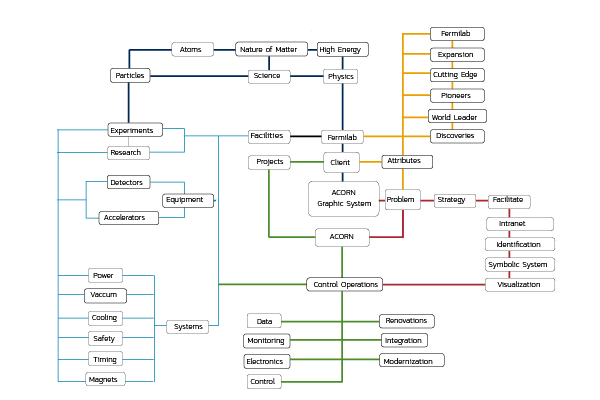 Fermilab
Atoms
Nature of Matter
High Energy
Expansion
Particles
Science
Physics
Cutting Edge
Pioneers
World Leader
Experiments
Facilities
Fermilab
Discoveries
Research
Projects
Client
Attributes
Detectors
ACORN
Graphic System
Equipment
Problem
Strategy
Facilitate
Accelerators
Intranet
ACORN
Identification
Symbolic System
Power
Control Operations
Visualization
Vaccum
Cooling
Systems
Data
Renovations
Safety
Monitoring
Integration
Timing
Electronics
Modernization
Magnets
Control